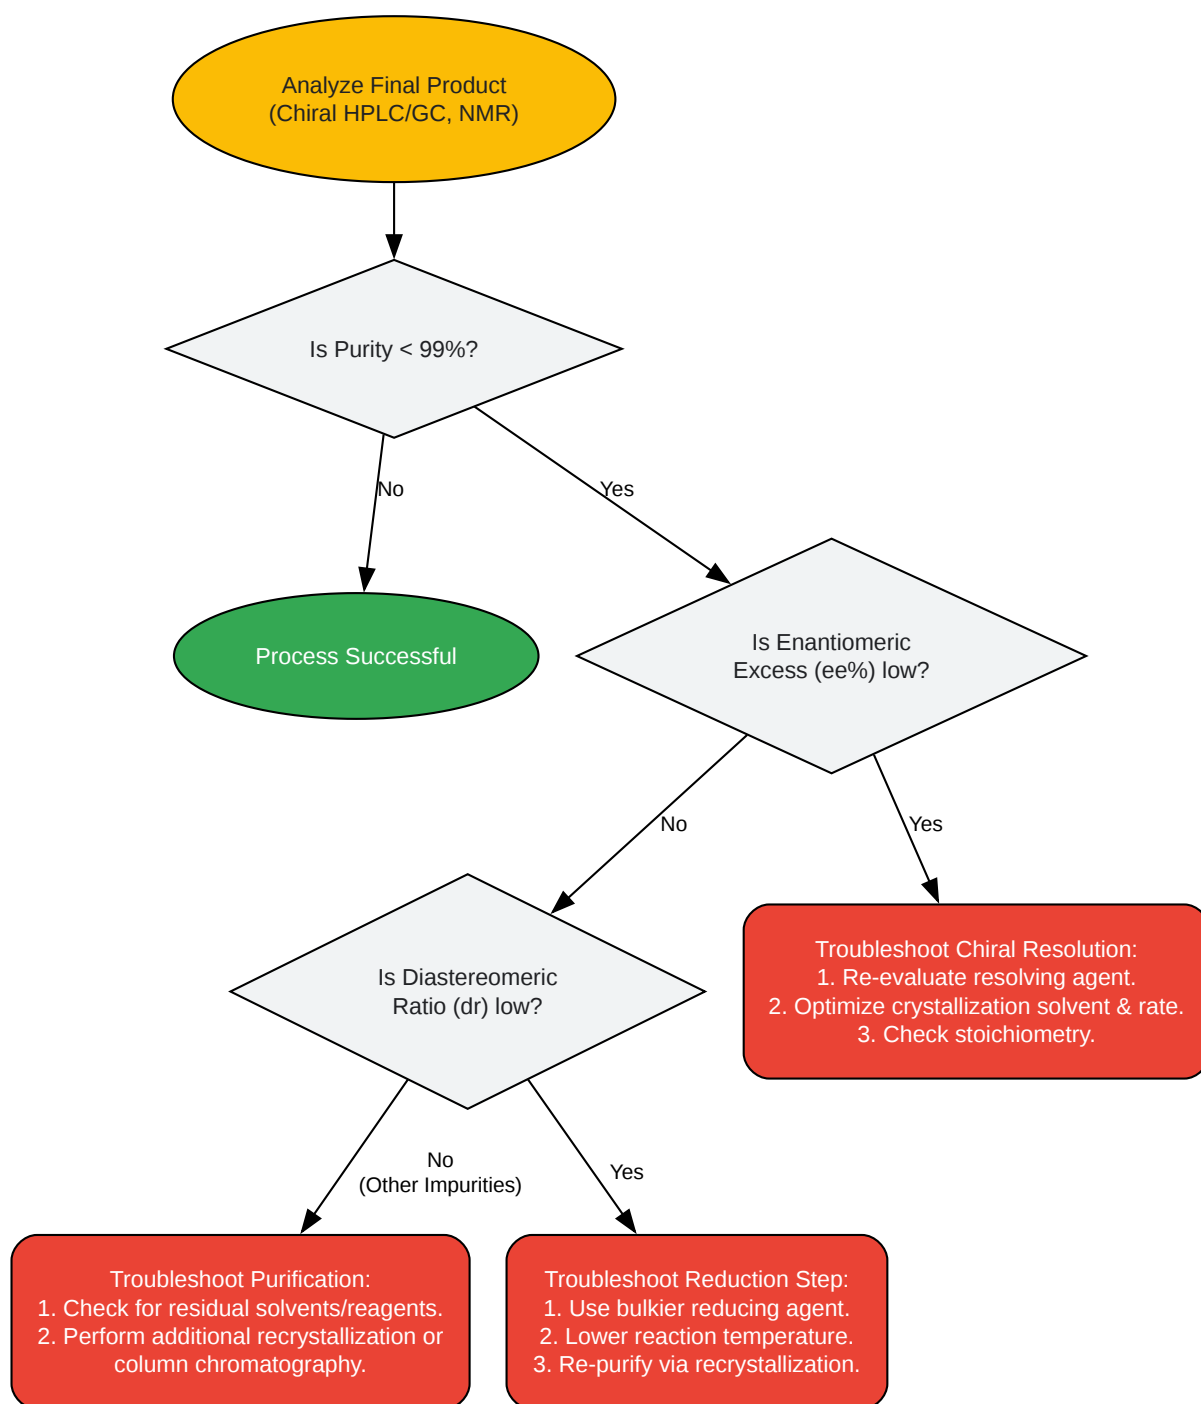 Analyze Final Product
(Chiral HPLC/GC, NMR)
Is Purity < 99%?
No
Yes
Process Successful
Is Enantiomeric
Excess (ee%) low?
No
Yes
Is Diastereomeric
Ratio (dr) low?
Troubleshoot Chiral Resolution:
1. Re-evaluate resolving agent.
2. Optimize crystallization solvent & rate.
3. Check stoichiometry.
No
(Other Impurities)
Yes
Troubleshoot Purification:
1. Check for residual solvents/reagents.
2. Perform additional recrystallization or
column chromatography.
Troubleshoot Reduction Step:
1. Use bulkier reducing agent.
2. Lower reaction temperature.
3. Re-purify via recrystallization.